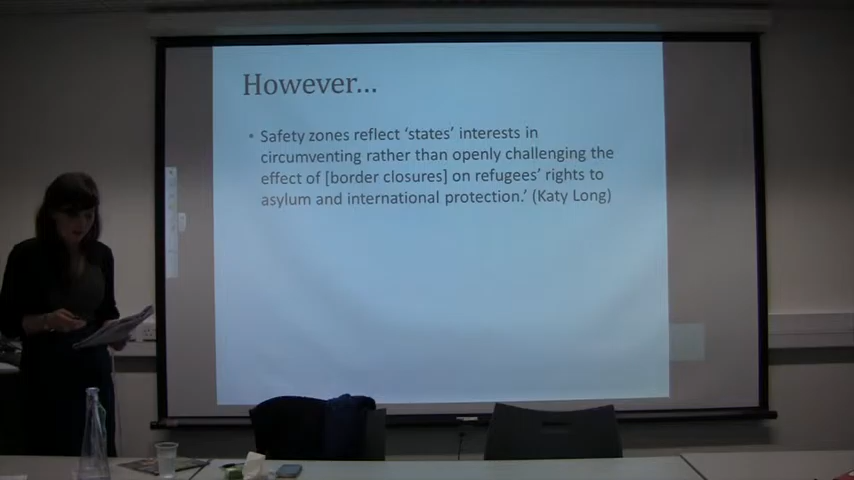 However...
• Safety zones reflect ‘states’ interests in
circumventing rather than openly challenging the
effect of [border closures] on refugees’ rights to
asylum and international protection.’ (Katy Long)